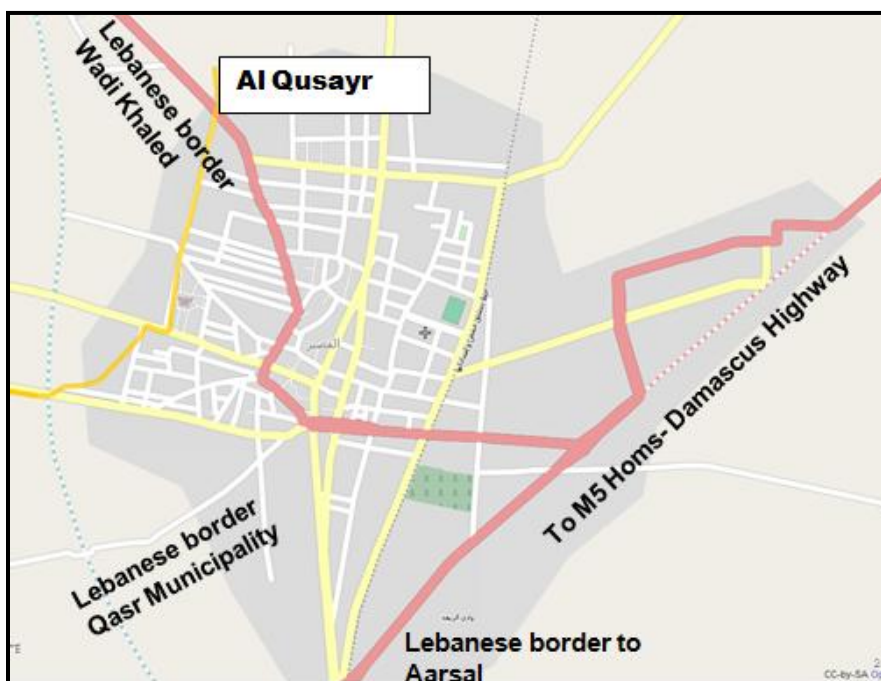 Al Qusayr
Lebanese border
Wadi Khaled
القصير
To M5 Homs- Damascus Highway
Lebanese border
Qasr Municipality
Lebanese border to
Aarsal
CC-by-SA